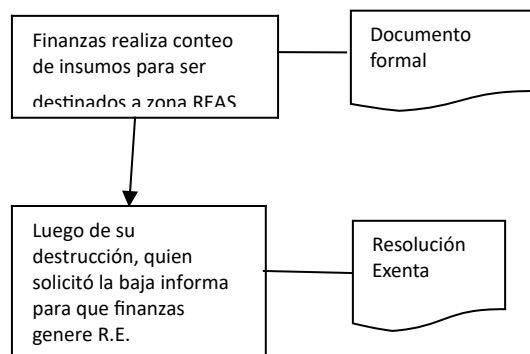 Finanzas realiza conteo
de insumos para ser
destinados a zona REAS
Documento
formal
Luego de su
destrucción, quien
solicitó la baja informa
para que finanzas
genere R.E.
Resolución
Exenta